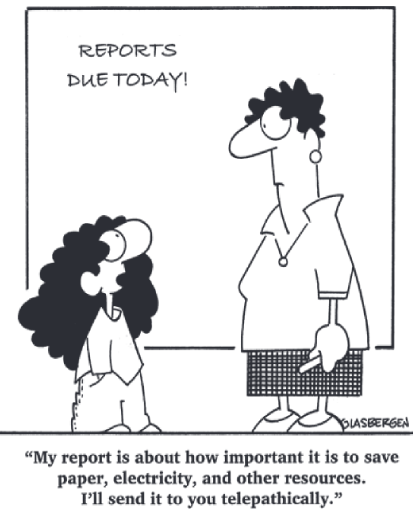 REPORTS
DUE TODAY!
GLASBERGEN
"My report is about how important it is to save
paper, electricity, and other resources.
I'll send it to you telepathically."